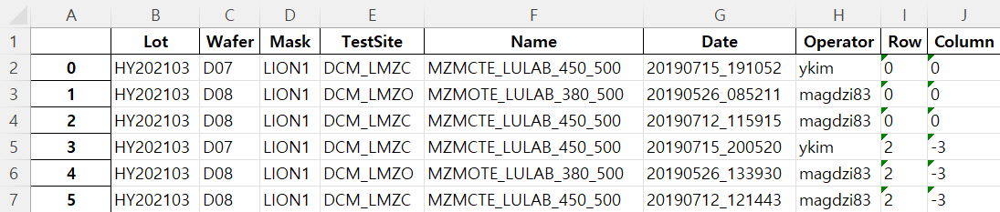 A B C D E F G H I J
1 Lot Wafer Mask TestSite Name Date Operator Row Column
2 0 HY202103 D07 LION1 DCM_LMZC MZMCTE_LULAB_450_500 20190715_191052 ykim 0 0
3 1 HY202103 D08 LION1 DCM_LMZO MZMOTE_LULAB_380_500 20190526_085211 magdzi83 0 0
4 2 HY202103 D08 LION1 DCM_LMZC MZMCTE_LULAB_450_500 20190712_115915 magdzi83 0 0
5 3 HY202103 D07 LION1 DCM_LMZC MZMCTE_LULAB_450_500 20190715_200520 ykim 2 -3
6 4 HY202103 D08 LION1 DCM_LMZO MZMOTE_LULAB_380_500 20190526_133930 magdzi83 2 -3
7 5 HY202103 D08 LION1 DCM_LMZC MZMCTE_LULAB_450_500 20190712_121443 magdzi83 2 -3